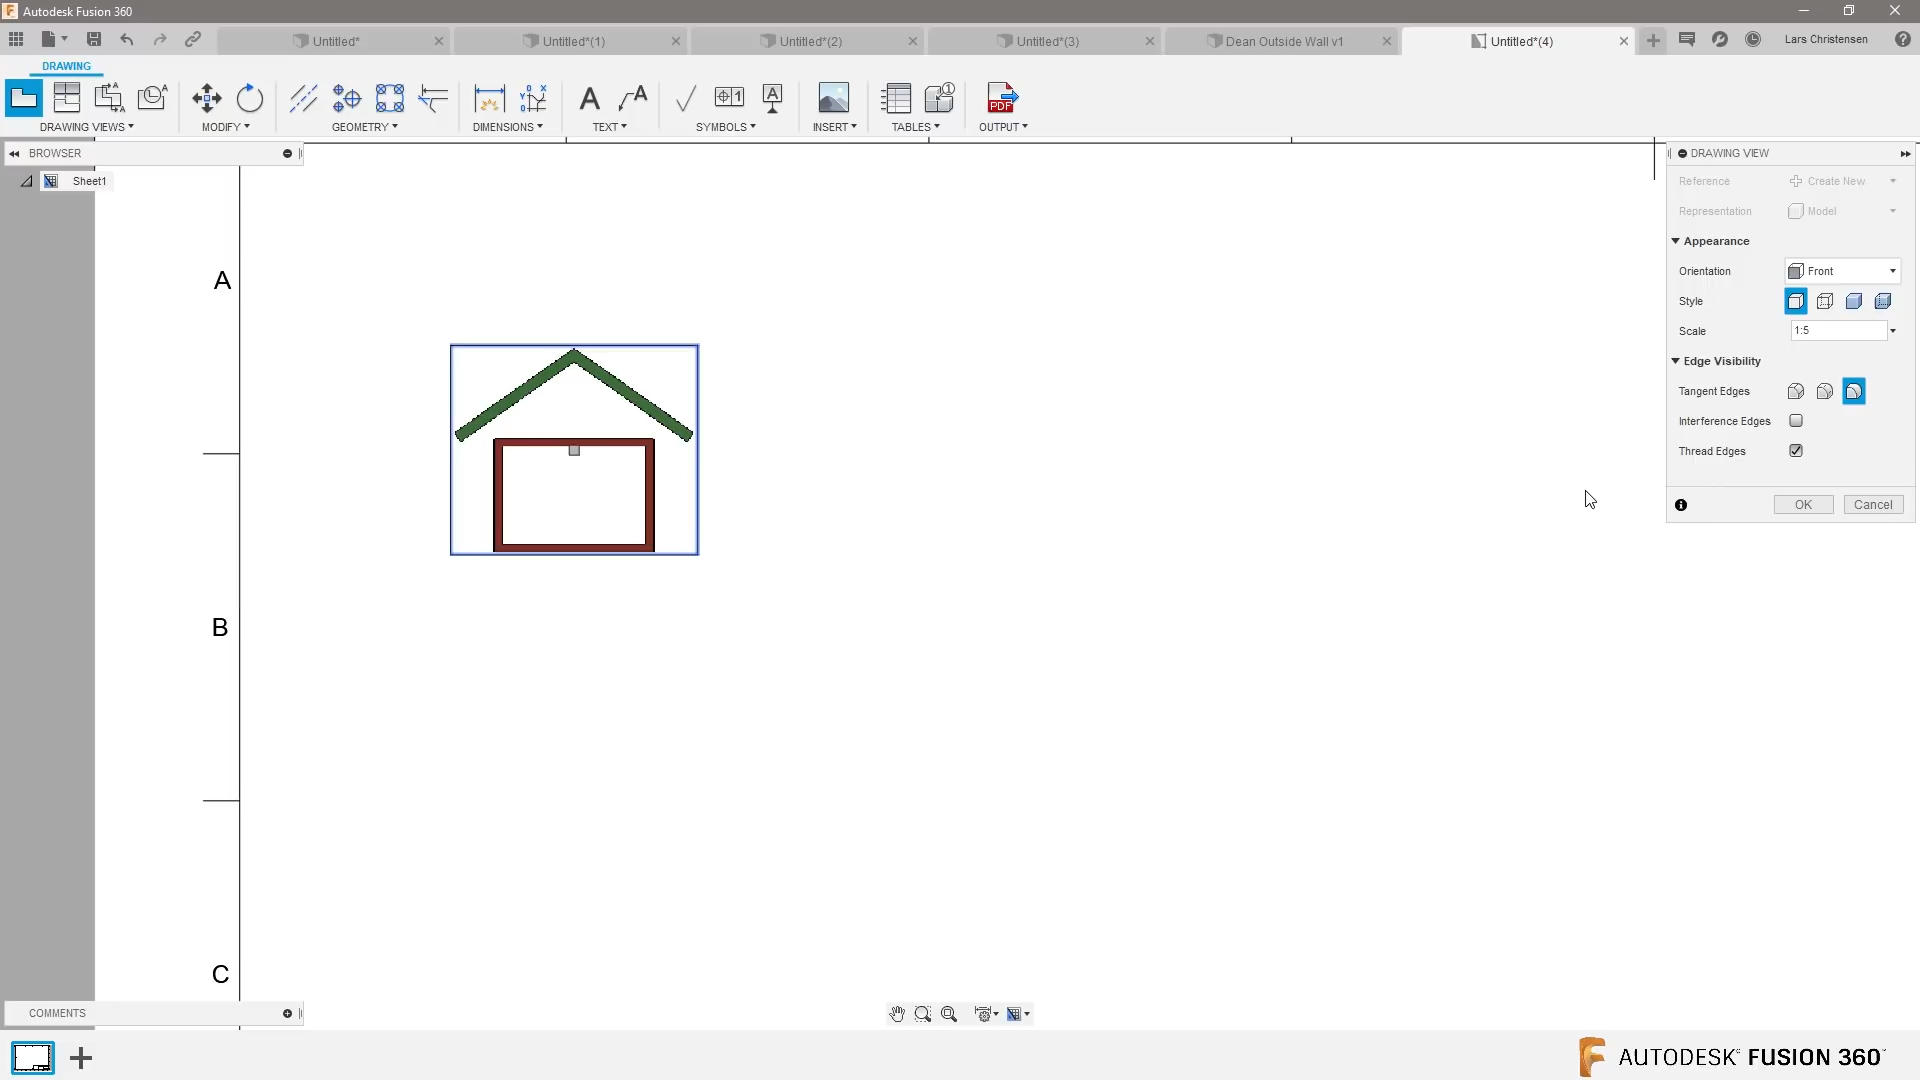 Autodesk Fusion 360
Untitled*
Untitled*(1)
Untitled*(2)
Untitled*(3)
Dean Outside Wall v1
Untitled*(4)
Lars Christensen
DRAWING
DRAWING VIEWS
MODIFY
GEOMETRY
DIMENSIONS
TEXT
SYMBOLS
INSERT
TABLES
OUTPUT
BROWSER
Sheet1
DRAWING VIEW
Reference
Create New
Representation
Model
Appearance
Orientation
Front
Style
Scale
1:5
Edge Visibility
Tangent Edges
Interference Edges
Thread Edges
OK
Cancel
A
B
C
COMMENTS
AUTODESK FUSION 360